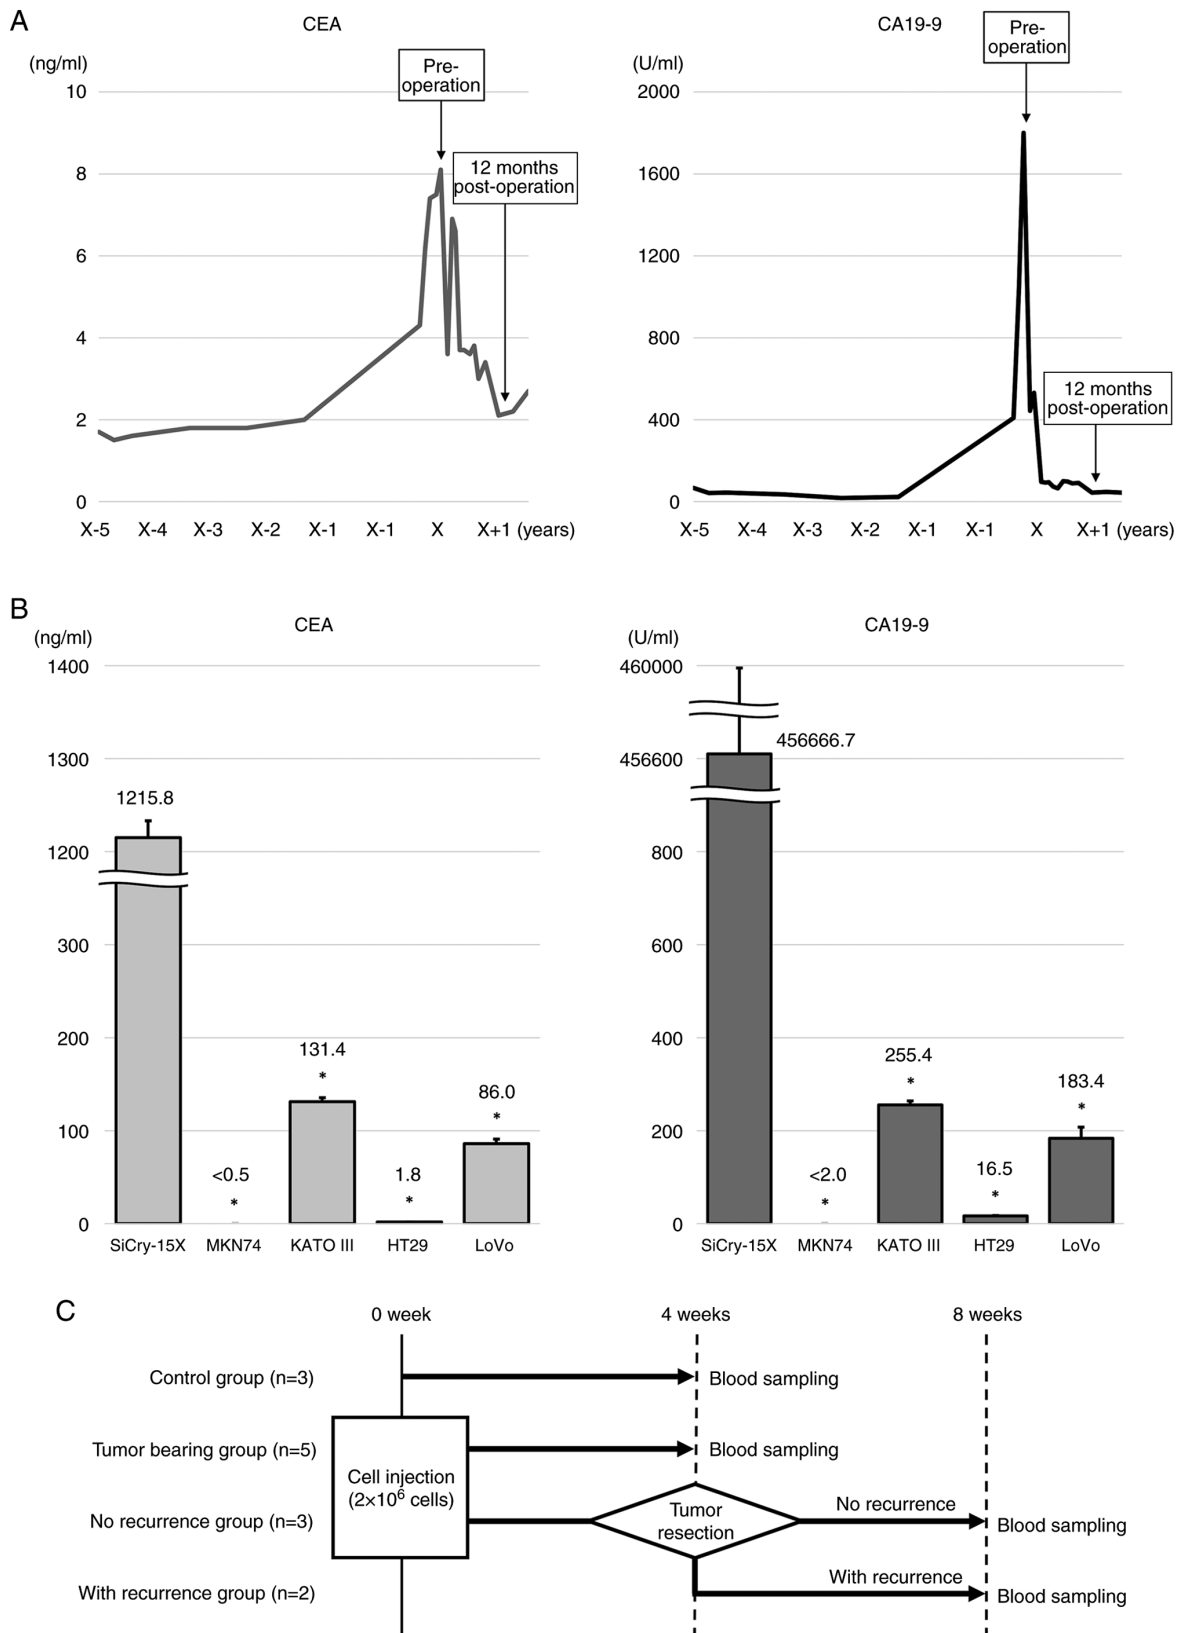 A
CEA
(ng/ml)
Pre-
operation
12 months
post-operation
10
8
6
4
2
0
X-5 X-4 X-3 X-2 X-1 X-1 X X+1 (years)
CA19-9
(U/ml)
Pre-
operation
12 months
post-operation
2000
1600
1200
800
400
0
X-5 X-4 X-3 X-2 X-1 X-1 X X+1 (years)
B
CEA
(ng/ml)
1400
1300
1200
300
200
100
0
1215.8
<0.5
*
131.4
*
1.8
*
86.0
*
SiCry-15X MKN74 KATO III HT29 LoVo
CA19-9
(U/ml)
460000
456600
800
600
400
200
0
456666.7
<2.0
*
255.4
*
16.5
*
183.4
*
SiCry-15X MKN74 KATO III HT29 LoVo
C
0 week 4 weeks 8 weeks
Control group (n=3) Blood sampling
Tumor bearing group (n=5) Blood sampling
Cell injection
(2×10⁶ cells)
No recurrence group (n=3)
Tumor
resection
No recurrence
Blood sampling
With recurrence group (n=2)
With recurrence
Blood sampling